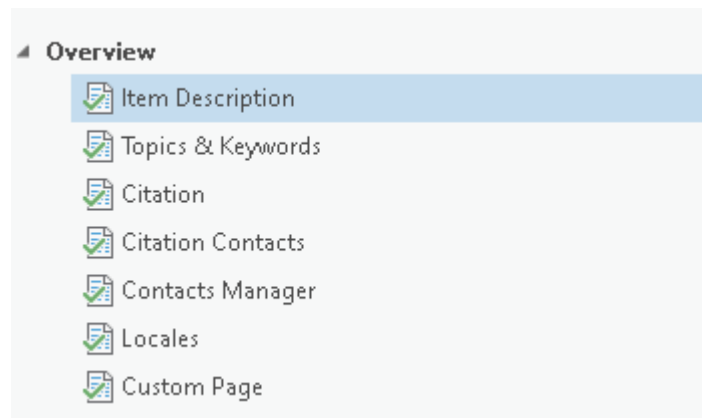 Overview
Item Description
Topics & Keywords
Citation
Citation Contacts
Contacts Manager
Locales
Custom Page